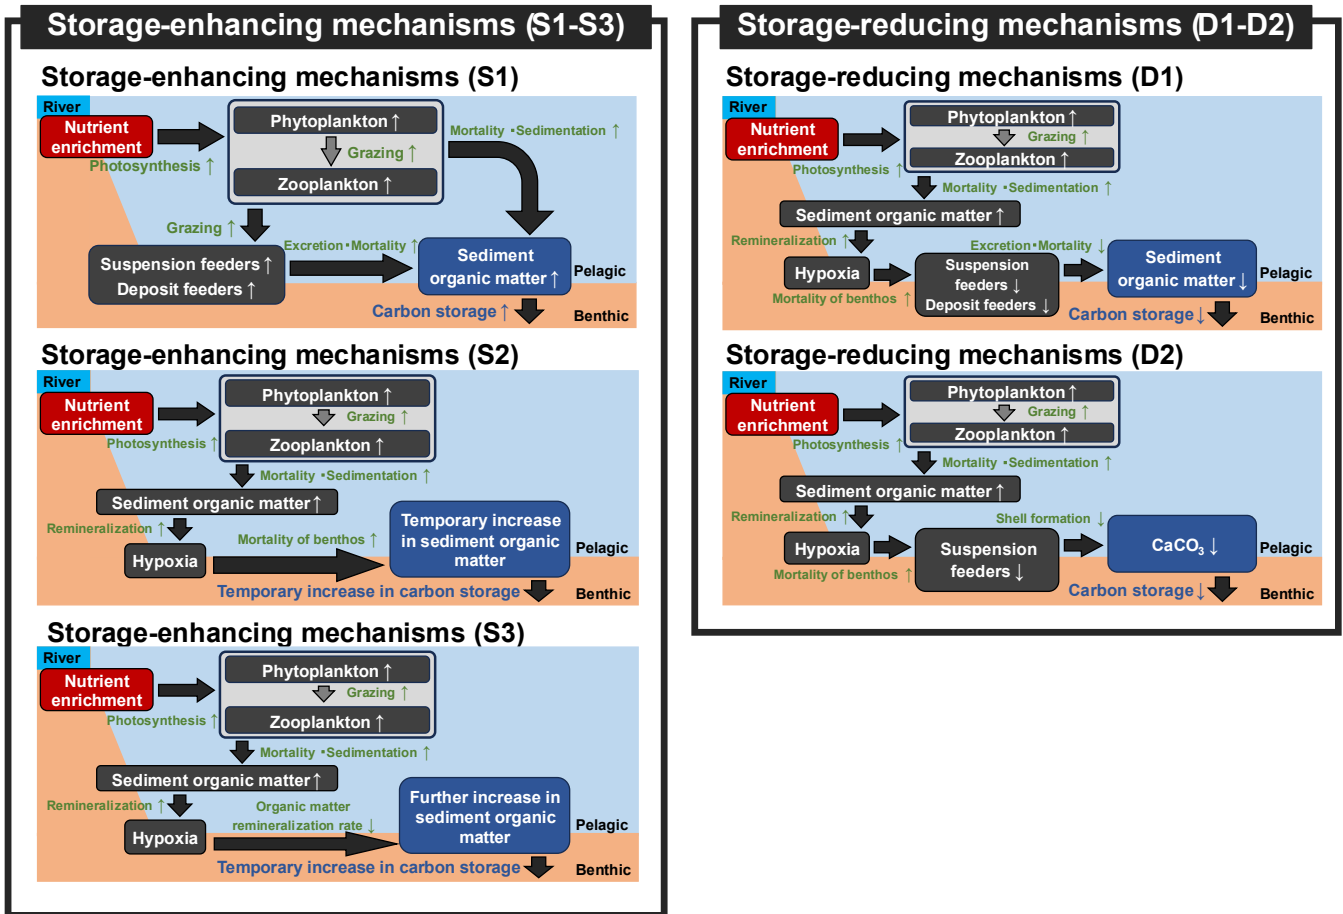 Storage-enhancing mechanisms (S1-S3)
Storage-enhancing mechanisms (S1)
River
Nutrient
enrichment
Photosynthesis ↑
Phytoplankton ↑
Grazing ↑
Zooplankton ↑
Mortality・Sedimentation ↑
Grazing ↑
Suspension feeders ↑
Deposit feeders ↑
Excretion・Mortality ↑
Sediment
organic matter ↑
Pelagic
Carbon storage ↑
Benthic
Storage-enhancing mechanisms (S2)
River
Nutrient
enrichment
Photosynthesis ↑
Phytoplankton ↑
Grazing ↑
Zooplankton ↑
Mortality・Sedimentation ↑
Sediment organic matter ↑
Remineralization ↑
Hypoxia
Mortality of benthos ↑
Temporary increase
in sediment organic
matter
Pelagic
Temporary increase in carbon storage
Benthic
Storage-enhancing mechanisms (S3)
River
Nutrient
enrichment
Photosynthesis ↑
Phytoplankton ↑
Grazing ↑
Zooplankton ↑
Mortality・Sedimentation ↑
Sediment organic matter ↑
Remineralization ↑
Hypoxia
Organic matter
remineralization rate ↓
Further increase in
sediment organic
matter
Pelagic
Temporary increase in carbon storage
Benthic
Storage-reducing mechanisms (D1-D2)
Storage-reducing mechanisms (D1)
River
Nutrient
enrichment
Photosynthesis ↑
Phytoplankton ↑
Grazing ↑
Zooplankton ↑
Mortality・Sedimentation ↑
Sediment organic matter ↑
Remineralization ↑
Hypoxia
Mortality of benthos ↑
Suspension
feeders ↓
Deposit feeders ↓
Excretion・Mortality ↓
Sediment
organic matter ↓
Pelagic
Carbon storage ↓
Benthic
Storage-reducing mechanisms (D2)
River
Nutrient
enrichment
Photosynthesis ↑
Phytoplankton ↑
Grazing ↑
Zooplankton ↑
Mortality・Sedimentation ↑
Sediment organic matter ↑
Remineralization ↑
Hypoxia
Mortality of benthos ↑
Suspension
feeders ↓
Shell formation ↓
CaCO₃ ↓
Pelagic
Carbon storage ↓
Benthic